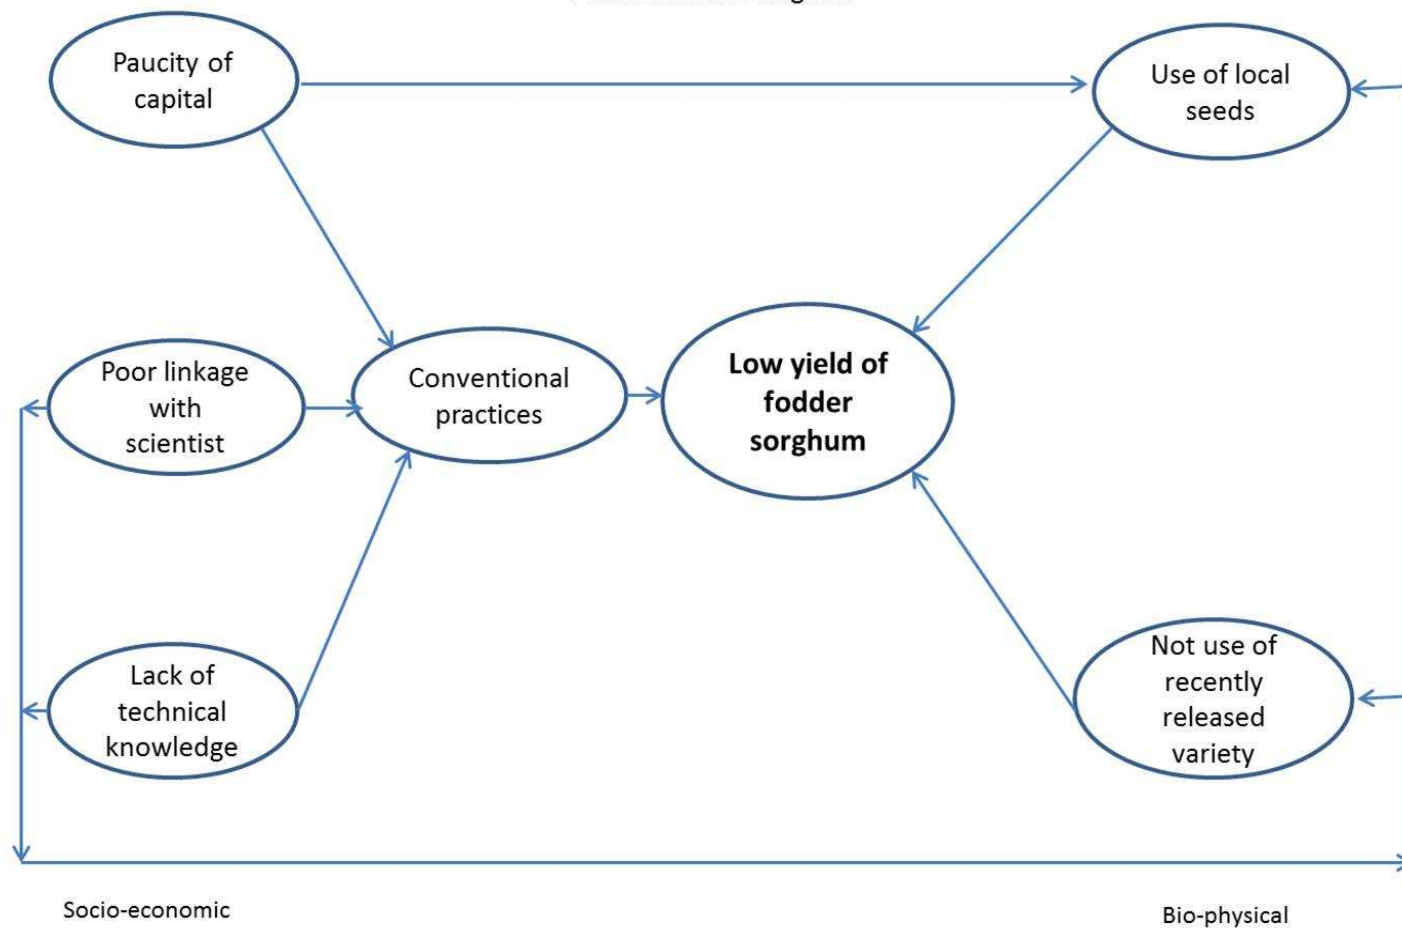 Paucity of
capital
Use of local
seeds
Poor linkage
with
scientist
Conventional
practices
Low yield of
fodder
sorghum
Lack of
technical
knowledge
Not use of
recently
released
variety
Socio-economic
Bio-physical